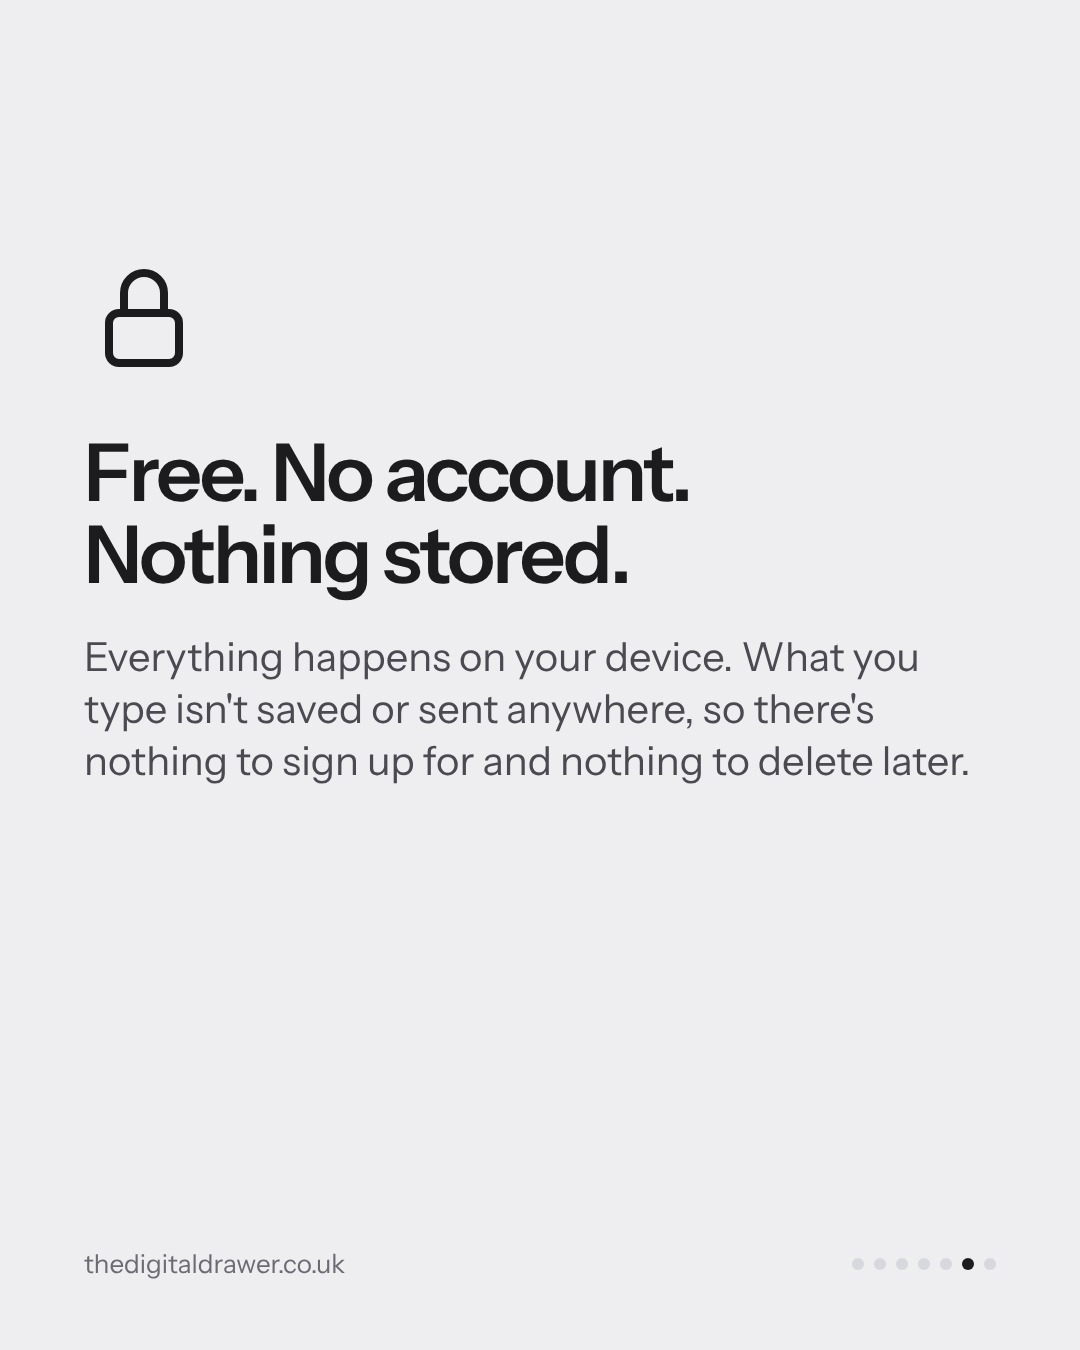 Free. No account.
Nothing stored.
Everything happens on your device. What you
type isn't saved or sent anywhere, so there's
nothing to sign up for and nothing to delete later.
thedigitaldrawer.co.uk